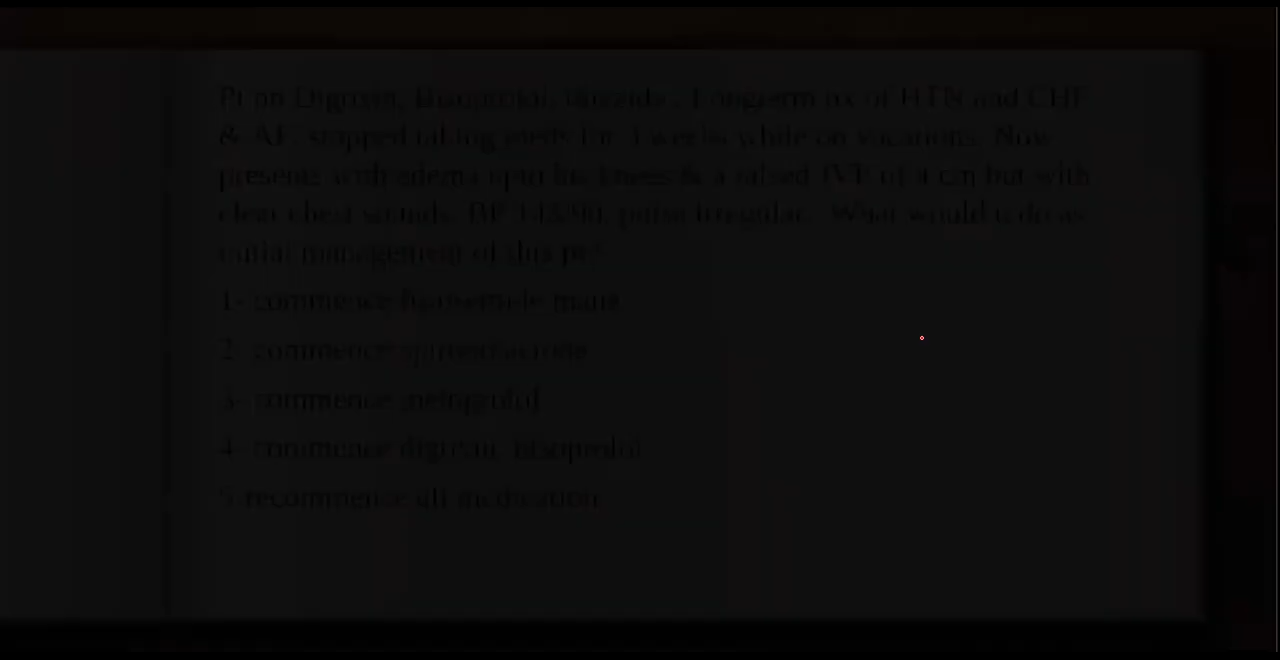 Pt on Digoxin, Bisoprolol, thiazide. Longterm hx of HTN and CHF
& AF. stopped taking meds for 3 weeks while on vacations. Now
presents with edema upto his knees & a raised JVP of 4 cm but with
clear chest sounds. BP 148/90, pulse irregular. What would u do as
initial management of this pt?
1- commence furosemide
2- commence spironolactone
3- commence metoprolol
4- commence digoxin, bisoprolol
5-recommence all medication